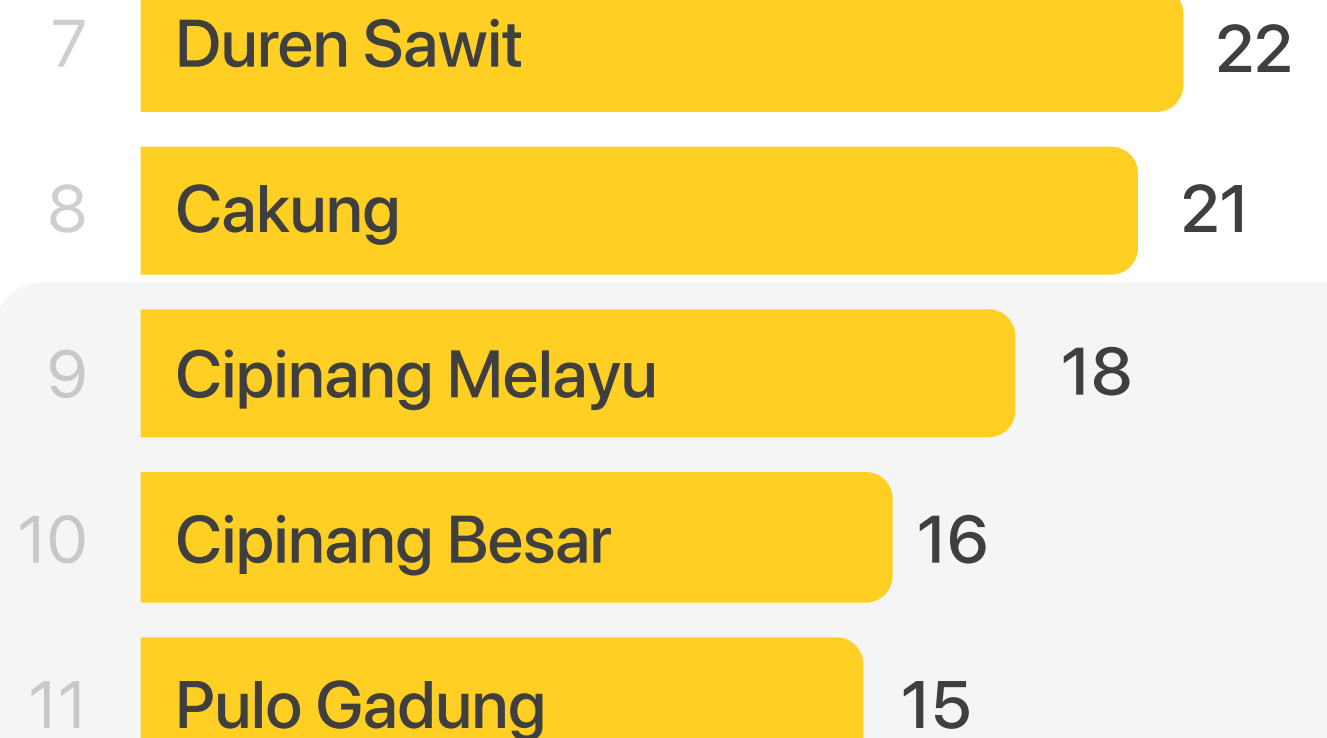 7 Duren Sawit 22
8 Cakung 21
9 Cipinang Melayu 18
10 Cipinang Besar 16
11 Pulo Gadung 15